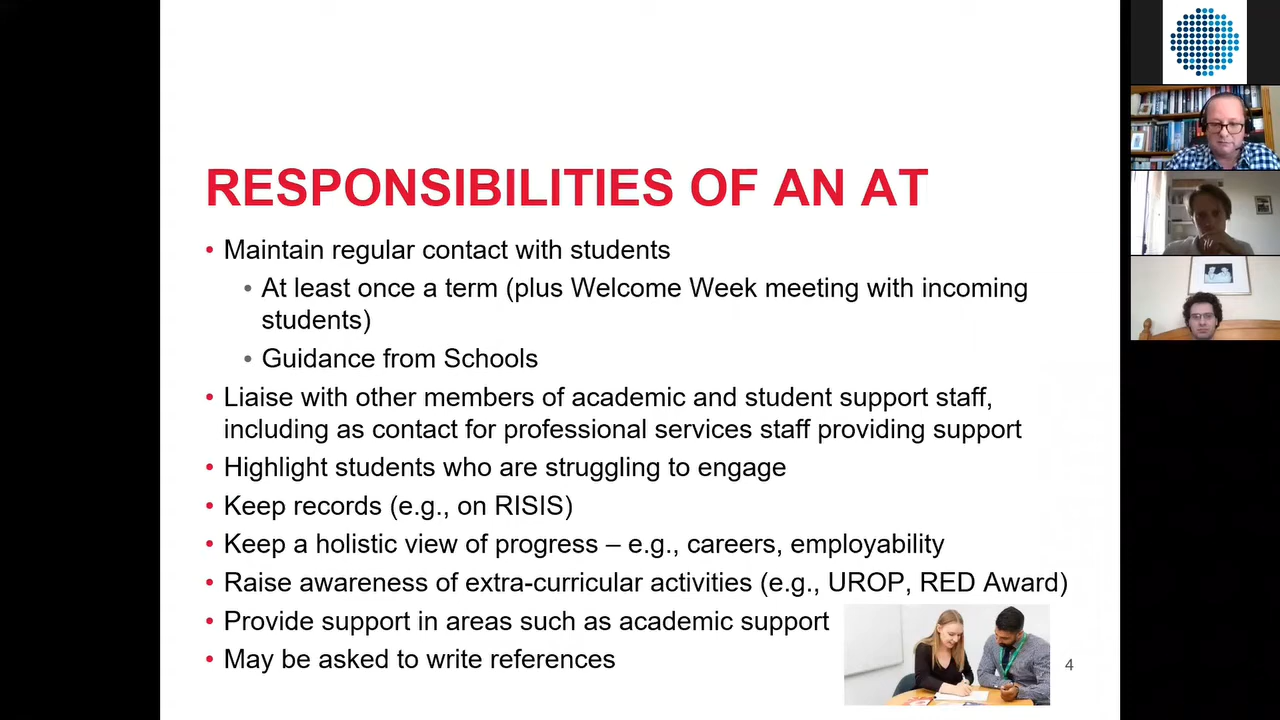 RESPONSIBILITIES OF AN AT
• Maintain regular contact with students
• At least once a term (plus Welcome Week meeting with incoming
students)
• Guidance from Schools
• Liaise with other members of academic and student support staff,
including as contact for professional services staff providing support
• Highlight students who are struggling to engage
• Keep records (e.g., on RISIS)
• Keep a holistic view of progress – e.g., careers, employability
• Raise awareness of extra-curricular activities (e.g., UROP, RED Award)
• Provide support in areas such as academic support
• May be asked to write references
4